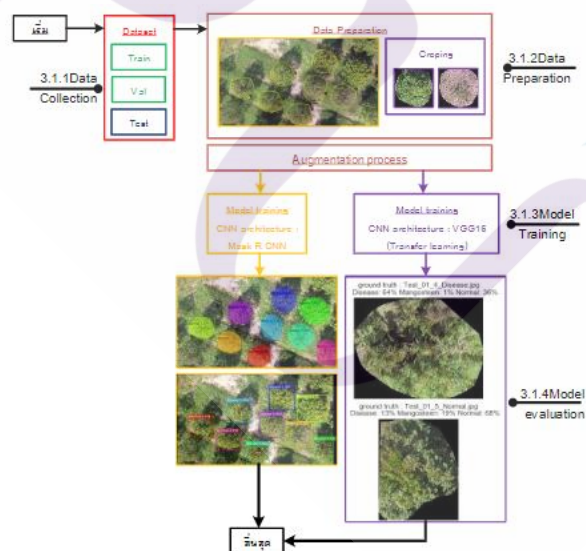 เริ่ม
Dataset
Train
Val
Test
3.1.1Data
Collection
Data Preparation
Croping
3.1.2Data
Preparation
Augmentation process
Model training
CNN architecture :
Mask R CNN
Model training
CNN architecture : VGG16
(Transfer learning)
3.1.3Model
Training
ground truth : Test_01_4_Disease.jpg
Disease: 64% Mangosteen: 1% Normal: 36%
ground truth : Test_01_5_Normal.jpg
Disease: 13% Mangosteen: 19% Normal: 68%
3.1.4Model
evaluation
สิ้นสุด